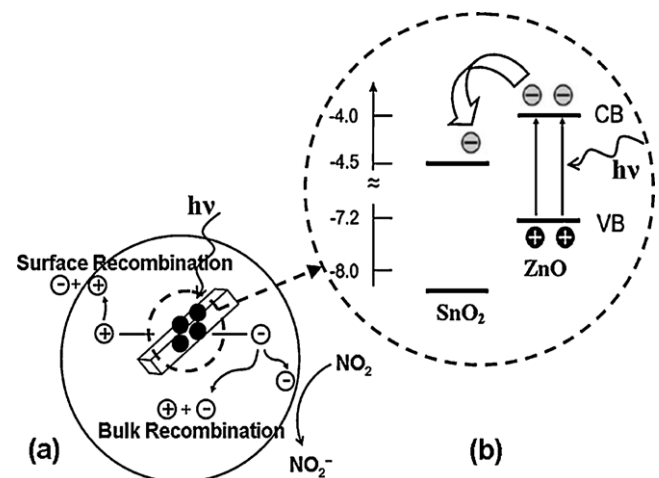 hν
Surface Recombination
⊖+ ⊕
⊕
⊖
⊖
NO₂
⊕+⊖
Bulk Recombination
NO₂⁻
(a)
-4.0
-4.5
≈
-7.2
-8.0
⊖ ⊖
CB
⊖
hν
VB
⊕ ⊕
ZnO
SnO₂
(b)